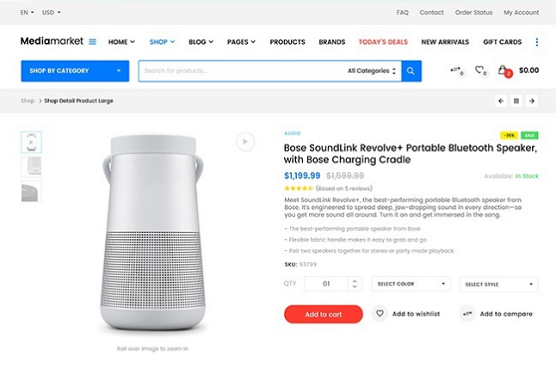 EN USD
FAQ Contact Order Status My Account
Mediamarket
HOME SHOP BLOG PAGES PRODUCTS BRANDS TODAY'S DEALS NEW ARRIVALS GIFT CARDS
SHOP BY CATEGORY
Search for products...
All Categories
0 0 2 $0.00
Shop > Shop Detail Product Large
AUDIO
-35% SALE
Bose SoundLink Revolve+ Portable Bluetooth Speaker,
with Bose Charging Cradle
$1,199.99 $1,599.99
(Based on 5 reviews)
Available: In Stock
Meet SoundLink Revolve+, the best-performing portable Bluetooth speaker from
Bose. It's engineered to spread deep, jaw-dropping sound in every direction—so
you get more sound all around. Turn it on and get immersed in the song.
- The best-performing portable speaker from Bose
- Flexible fabric handle makes it easy to grab and go
- Pair two speakers together for stereo or party mode playback
SKU: 93799
QTY 01 SELECT COLOR SELECT STYLE
Add to cart Add to wishlist Add to compare
Roll over image to zoom in